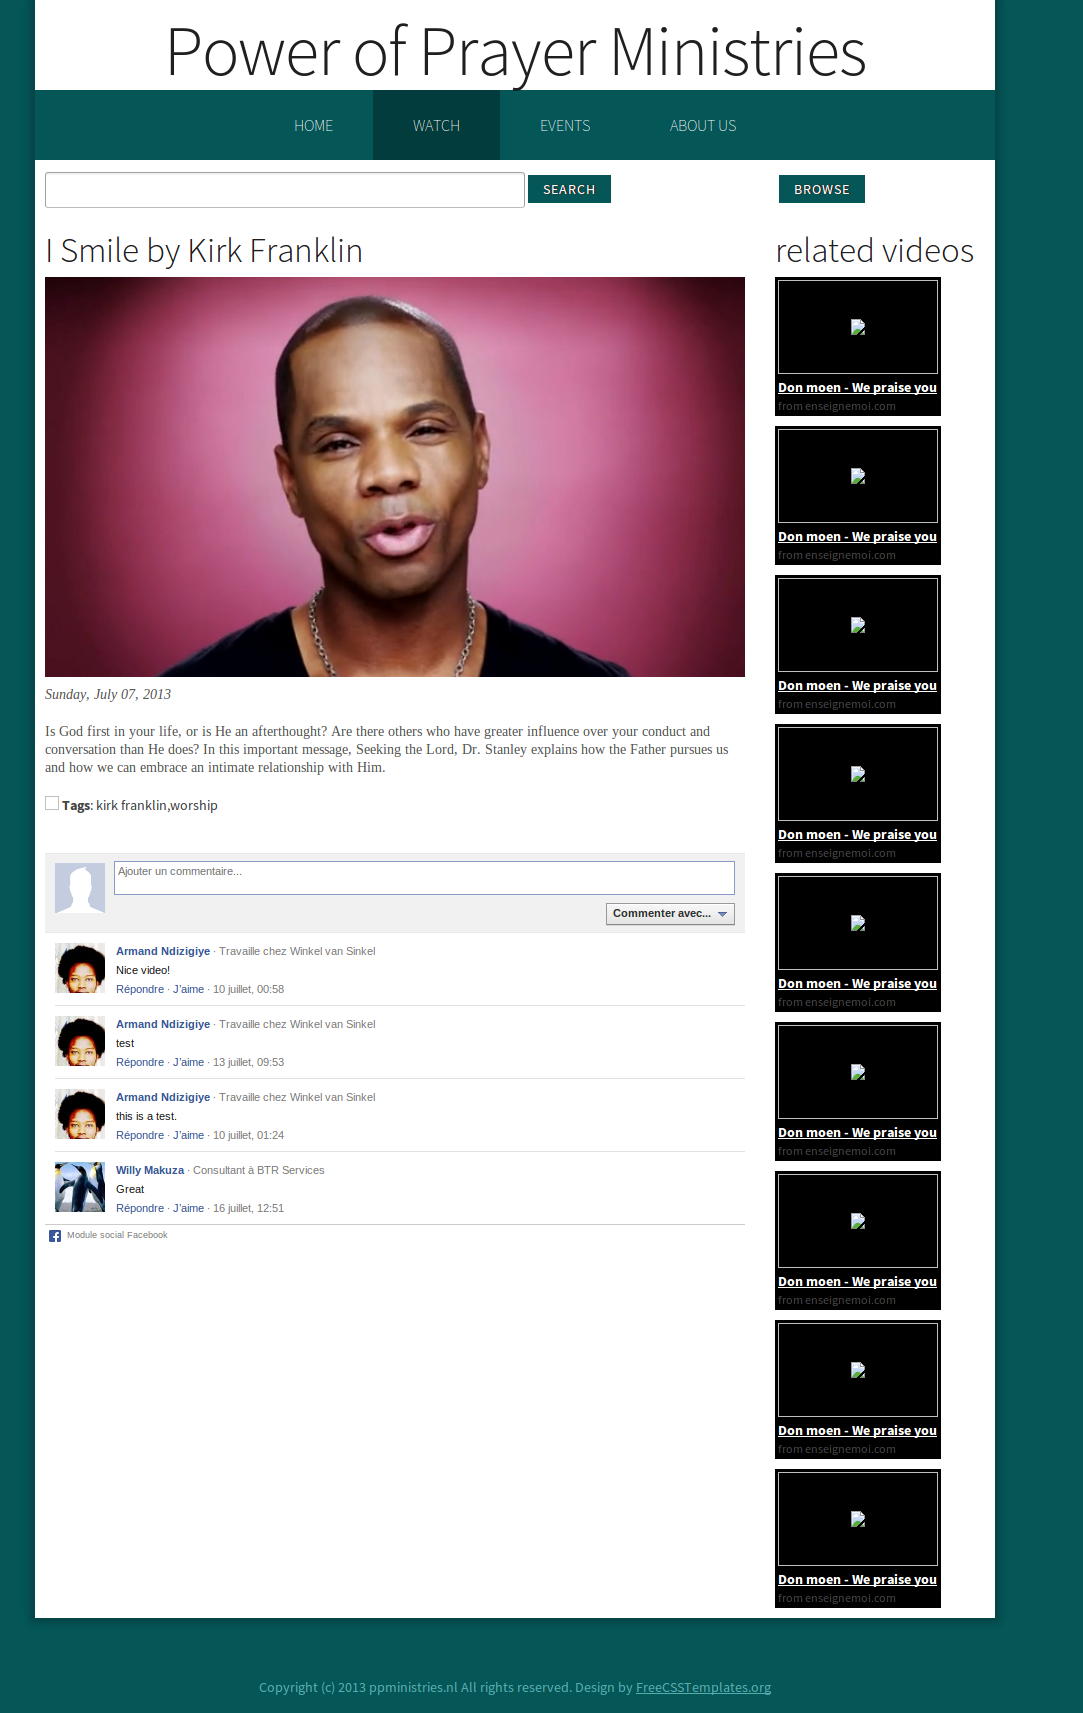 Power of Prayer Ministries
HOME WATCH EVENTS ABOUT US
SEARCH BROWSE
I Smile by Kirk Franklin
Sunday, July 07, 2013
Is God first in your life, or is He an afterthought? Are there others who have greater influence over your conduct and
conversation than He does? In this important message, Seeking the Lord, Dr. Stanley explains how the Father pursues us
and how we can embrace an intimate relationship with Him.
Tags: kirk franklin,worship
Ajouter un commentaire...
Commenter avec...
Armand Ndizigiye · Travaille chez Winkel van Sinkel
Nice video!
Répondre · J'aime · 10 juillet, 00:58
Armand Ndizigiye · Travaille chez Winkel van Sinkel
test
Répondre · J'aime · 13 juillet, 09:53
Armand Ndizigiye · Travaille chez Winkel van Sinkel
this is a test.
Répondre · J'aime · 10 juillet, 01:24
Willy Makuza · Consultant à BTR Services
Great
Répondre · J'aime · 16 juillet, 12:51
Module social Facebook
related videos
Don moen - We praise you
from enseignemoi.com
Don moen - We praise you
from enseignemoi.com
Don moen - We praise you
from enseignemoi.com
Don moen - We praise you
from enseignemoi.com
Don moen - We praise you
from enseignemoi.com
Don moen - We praise you
from enseignemoi.com
Don moen - We praise you
from enseignemoi.com
Don moen - We praise you
from enseignemoi.com
Don moen - We praise you
from enseignemoi.com
Copyright (c) 2013 ppministries.nl All rights reserved. Design by FreeCSSTemplates.org